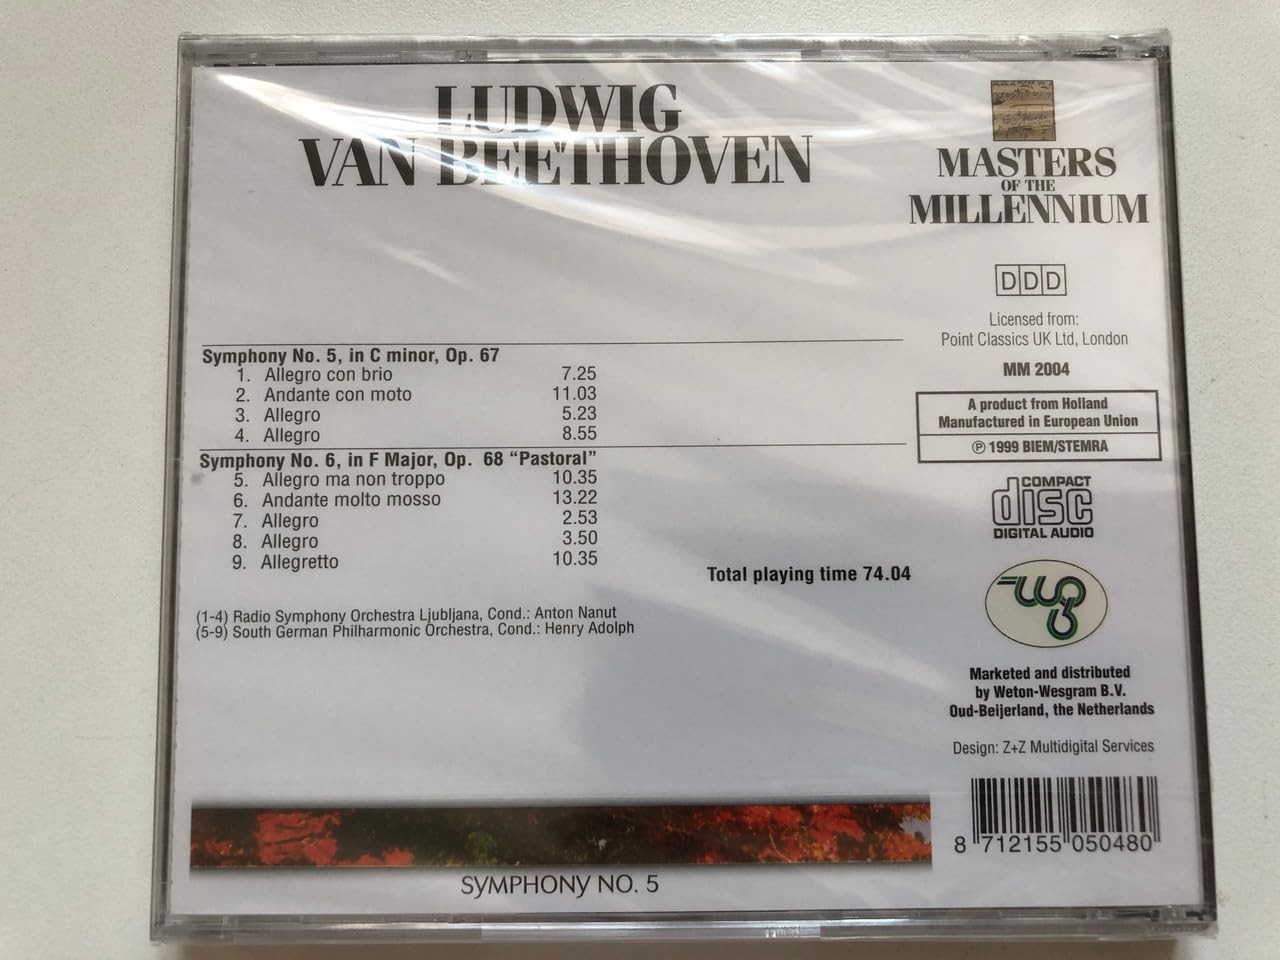 LUDWIG
VAN BEETHOVEN
MASTERS
OF THE
MILLENNIUM
DDD
Licensed from:
Point Classics UK Ltd, London
MM 2004
A product from Holland
Manufactured in European Union
℗ 1999 BIEM/STEMRA
COMPACT
disc
DIGITAL AUDIO
Symphony No. 5, in C minor, Op. 67
1. Allegro con brio 7.25
2. Andante con moto 11.03
3. Allegro 5.23
4. Allegro 8.55
Symphony No. 6, in F Major, Op. 68 “Pastoral”
5. Allegro ma non troppo 10.35
6. Andante molto mosso 13.22
7. Allegro 2.53
8. Allegro 3.50
9. Allegretto 10.35
Total playing time 74.04
(1-4) Radio Symphony Orchestra Ljubljana, Cond.: Anton Nanut
(5-9) South German Philharmonic Orchestra, Cond.: Henry Adolph
Marketed and distributed
by Weton-Wesgram B.V.
Oud-Beijerland, the Netherlands
Design: Z+Z Multidigital Services
8 712155 050480
SYMPHONY NO. 5